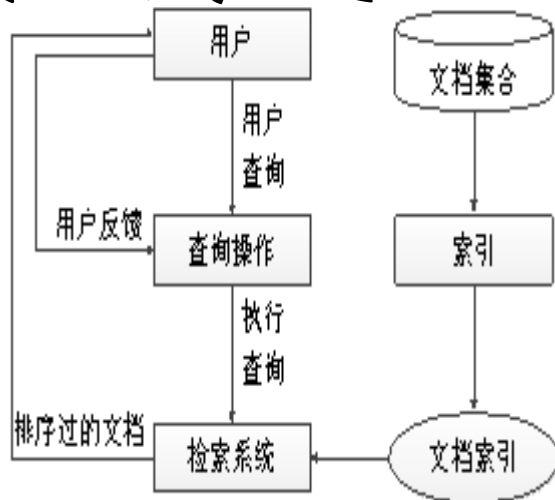 用户
文档集合
用户
查询
用户反馈
查询操作
索引
执行
查询
排序过的文档
检索系统
文档索引